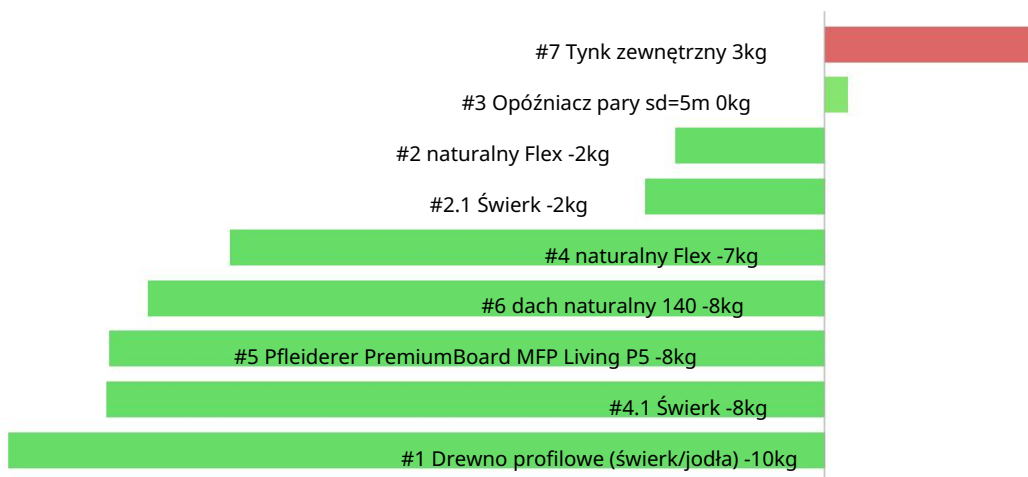 #7 Tynk zewnętrzny 3kg
#3 Opóźniacz pary sd=5m 0kg
#2 naturalny Flex -2kg
#2.1 Świerk -2kg
#4 naturalny Flex -7kg
#6 dach naturalny 140 -8kg
#5 Pfleiderer PremiumBoard MFP Living P5 -8kg
#4.1 Świerk -8kg
#1 Drewno profilowe (świerk/jodła) -10kg